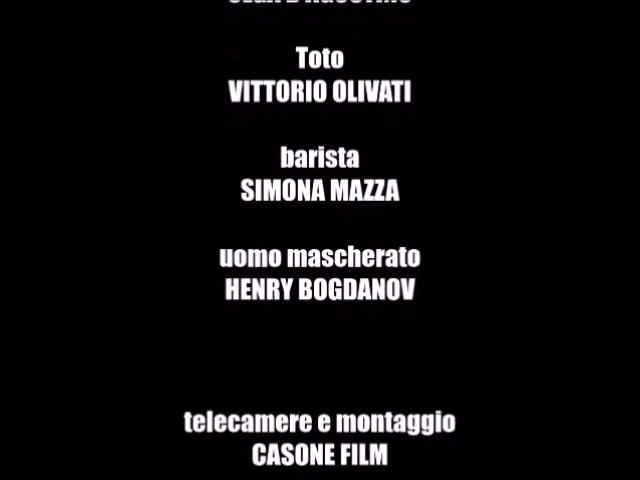 Toto
VITTORIO OLIVATI
barista
SIMONA MAZZA
uomo mascherato
HENRY BOGDANOV
telecamere e montaggio
CASONE FILM